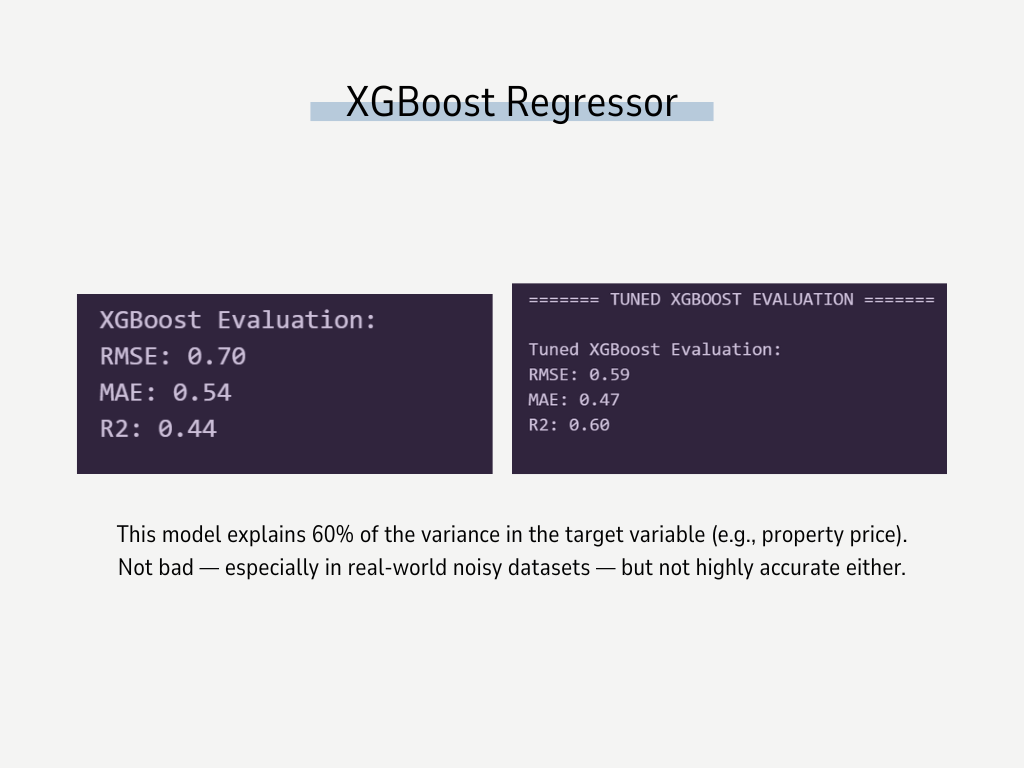 XGBoost Regressor
XGBoost Evaluation:
RMSE: 0.70
MAE: 0.54
R2: 0.44
======= TUNED XGBOOST EVALUATION =======
Tuned XGBoost Evaluation:
RMSE: 0.59
MAE: 0.47
R2: 0.60
This model explains 60% of the variance in the target variable (e.g., property price).
Not bad — especially in real-world noisy datasets — but not highly accurate either.